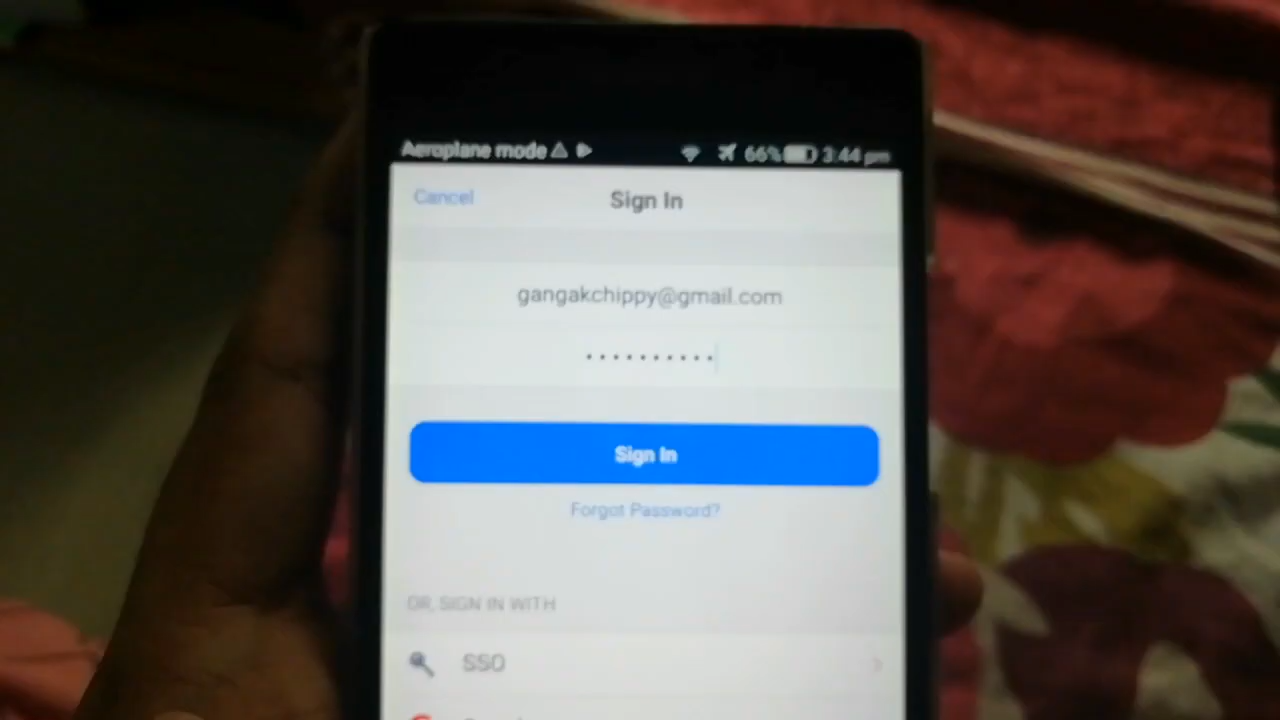 Aeroplane mode 66% 3:44 pm
Cancel Sign In
gangakchippy@gmail.com
Sign In
Forgot Password?
OR, SIGN IN WITH
SSO